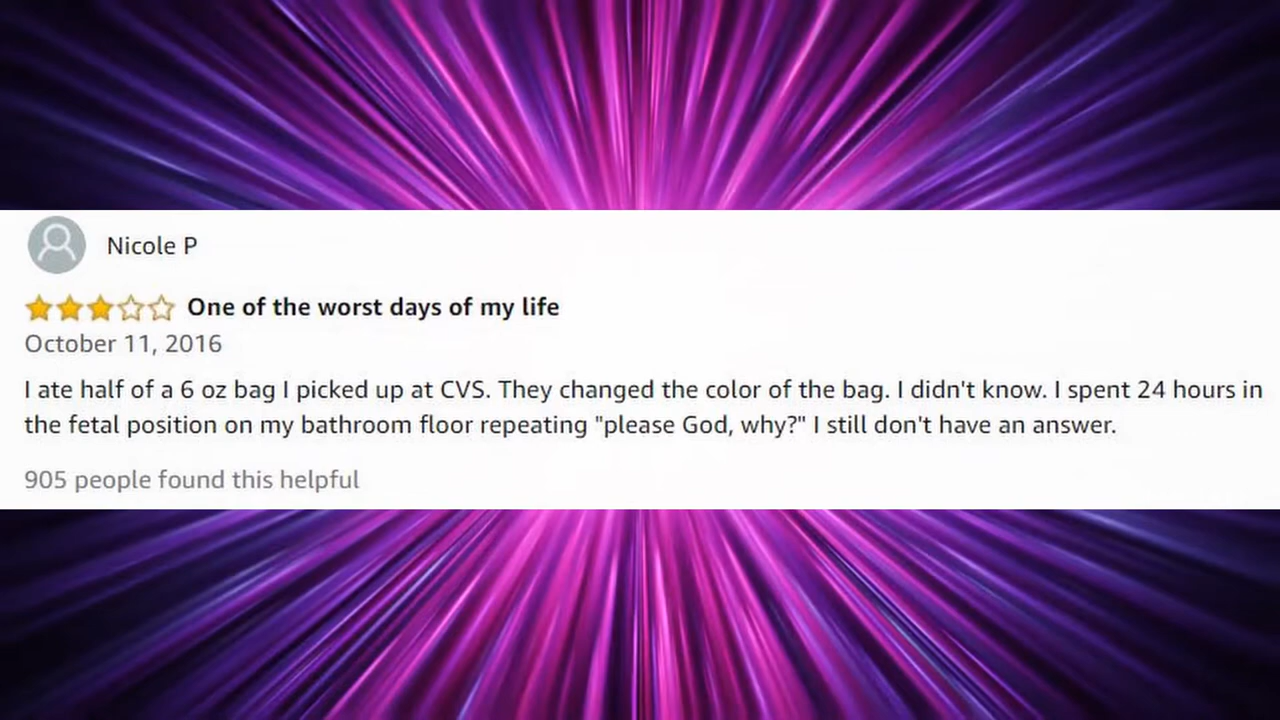 Nicole P
One of the worst days of my life
October 11, 2016
I ate half of a 6 oz bag I picked up at CVS. They changed the color of the bag. I didn't know. I spent 24 hours in
the fetal position on my bathroom floor repeating "please God, why?" I still don't have an answer.
905 people found this helpful